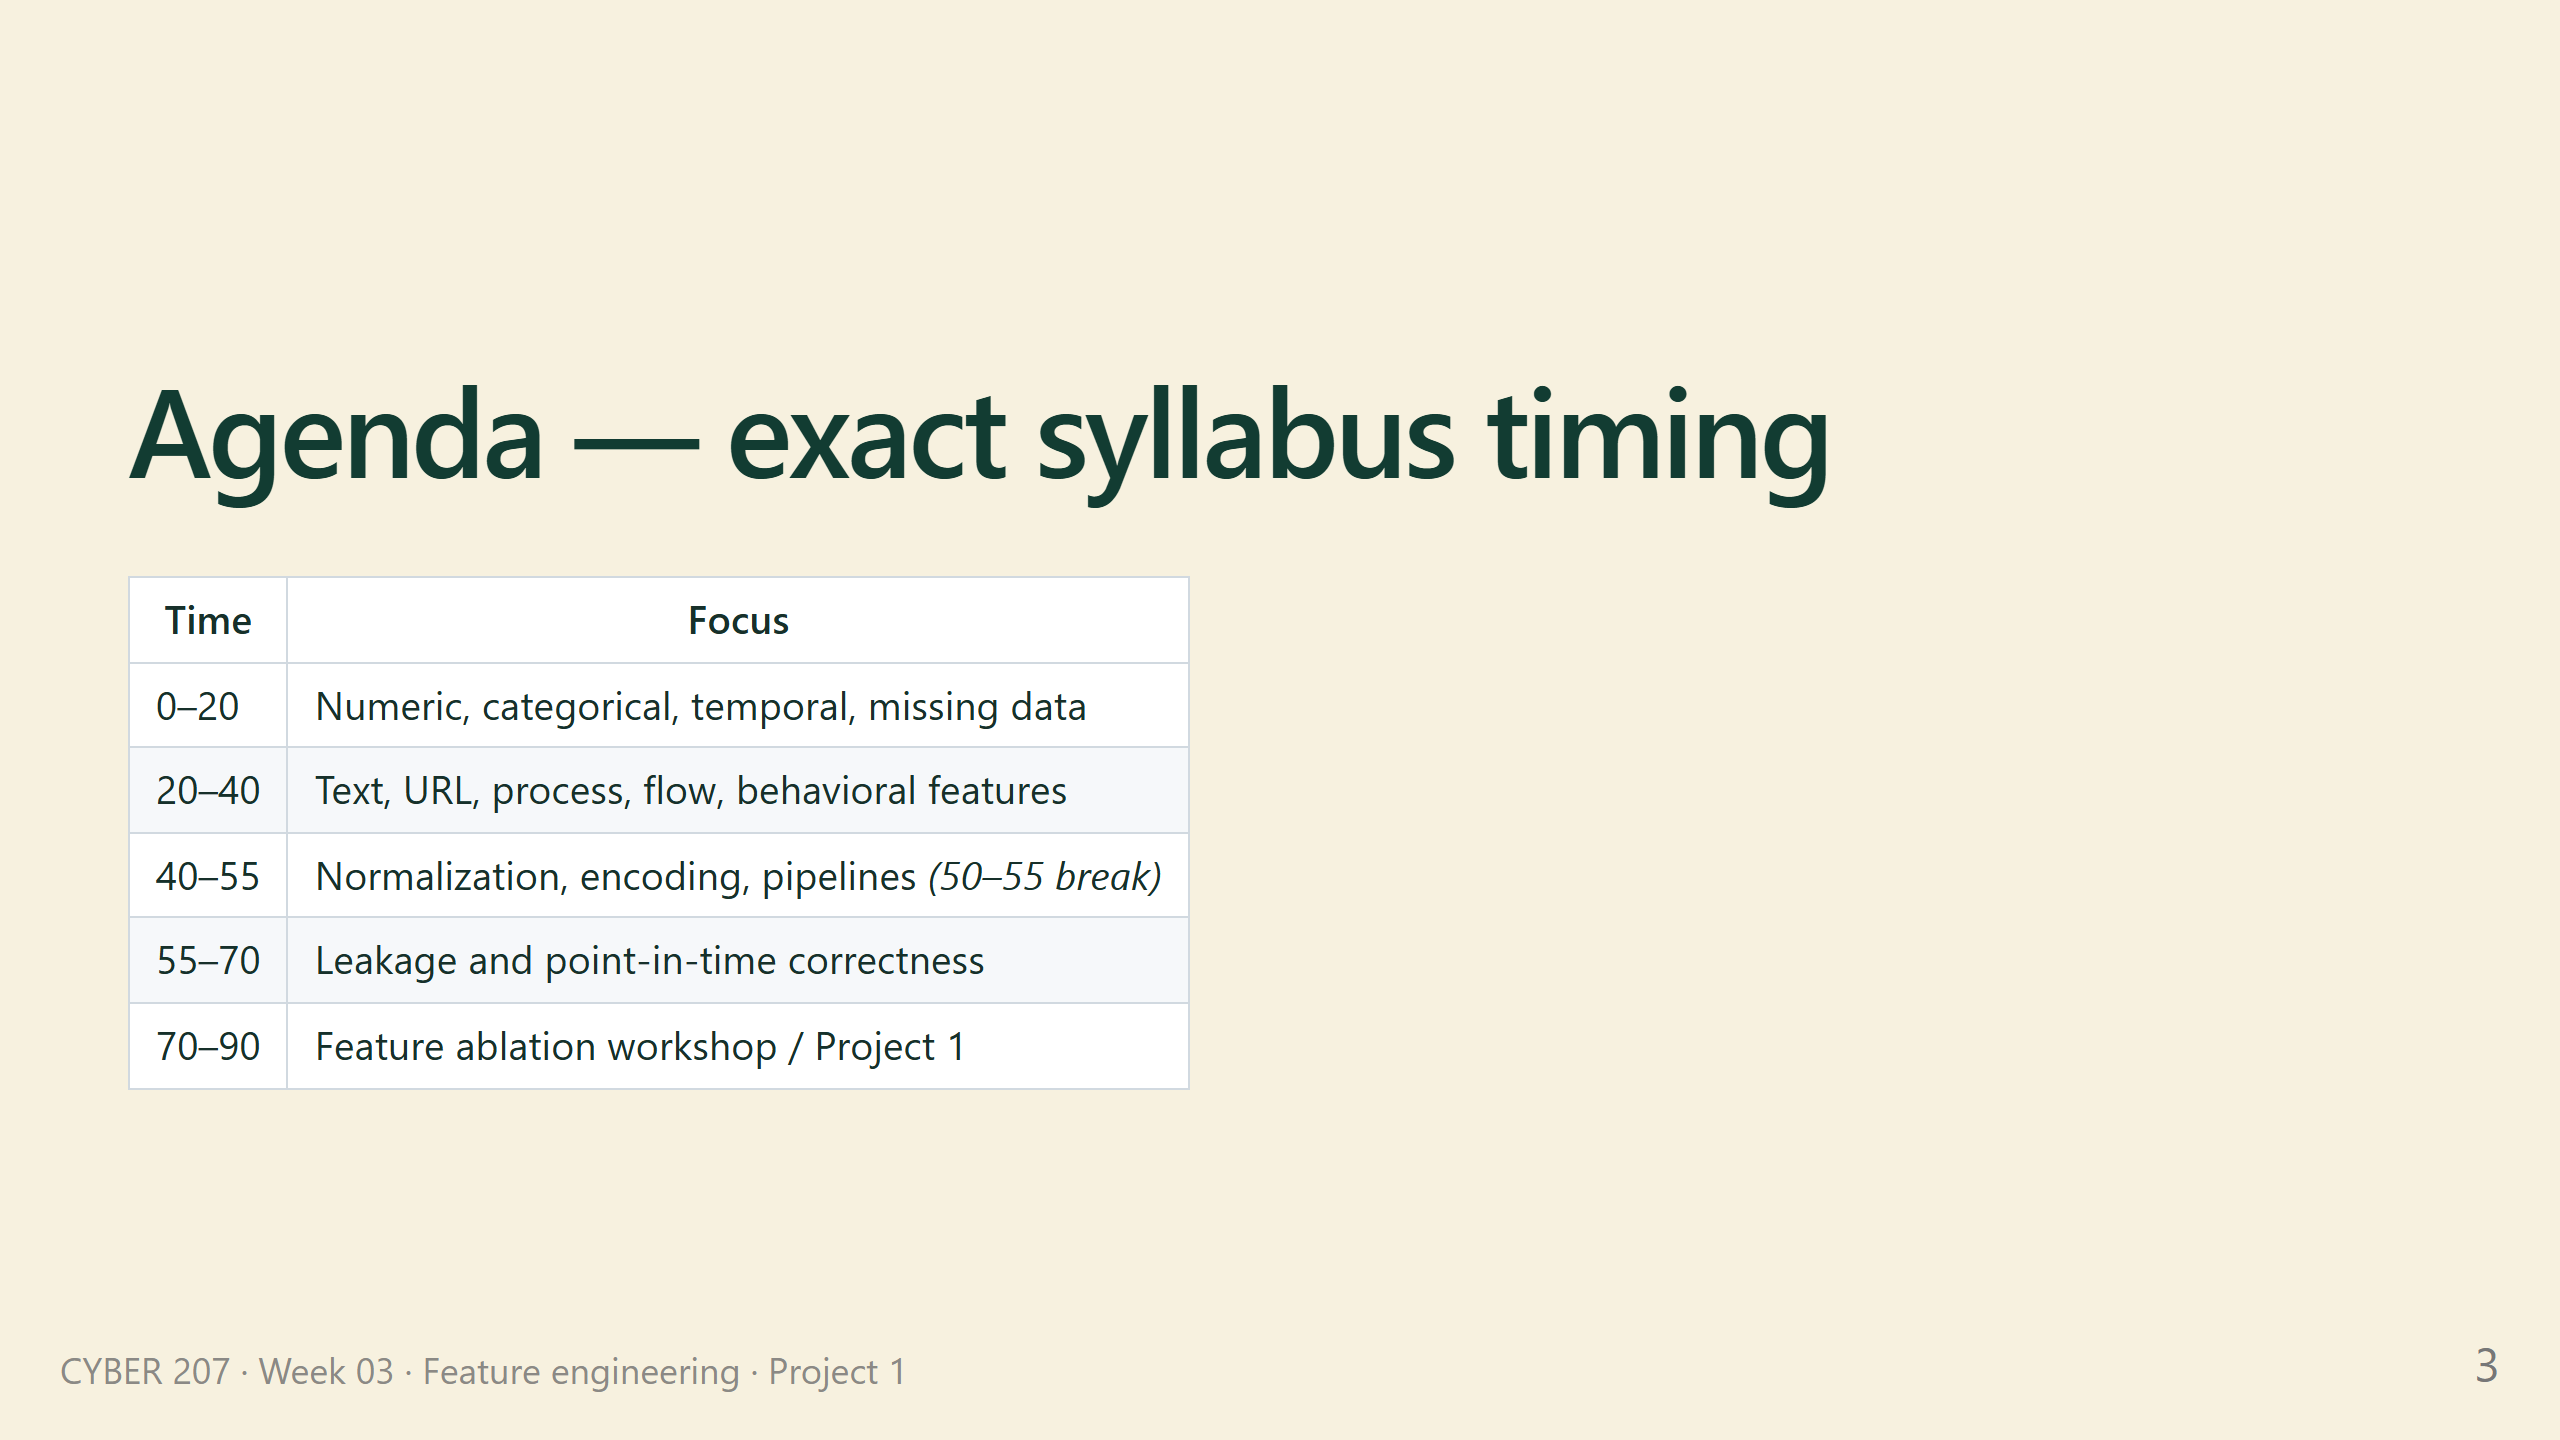 Agenda — exact syllabus timing
Time Focus
0–20 Numeric, categorical, temporal, missing data
20–40 Text, URL, process, flow, behavioral features
40–55 Normalization, encoding, pipelines (50–55 break)
55–70 Leakage and point-in-time correctness
70–90 Feature ablation workshop / Project 1
CYBER 207 · Week 03 · Feature engineering · Project 1
3